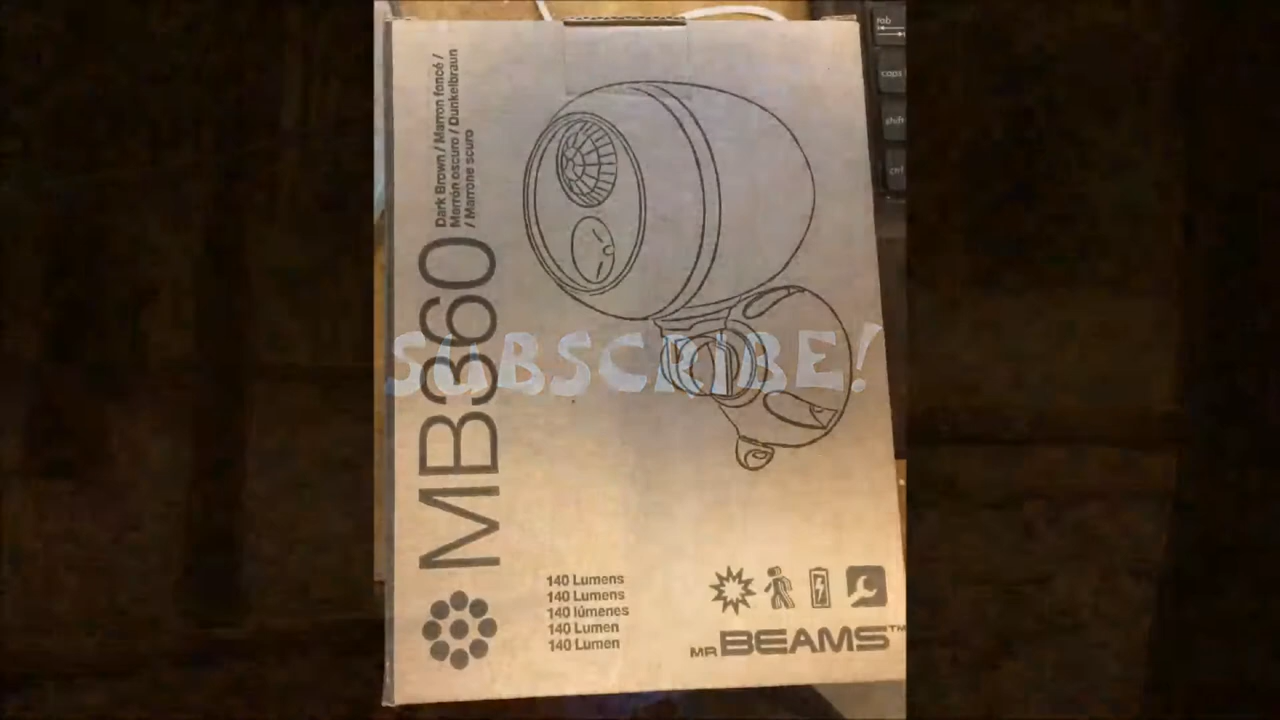 MB360
Dark Brown / Marron foncé /
Marrón oscuro / Dunkelbraun
/ Marrone scuro
SUBSCRIBE!
140 Lumens
140 Lumens
140 lúmenes
140 Lumen
140 Lumen
MR BEAMS™
tab
caps
shift